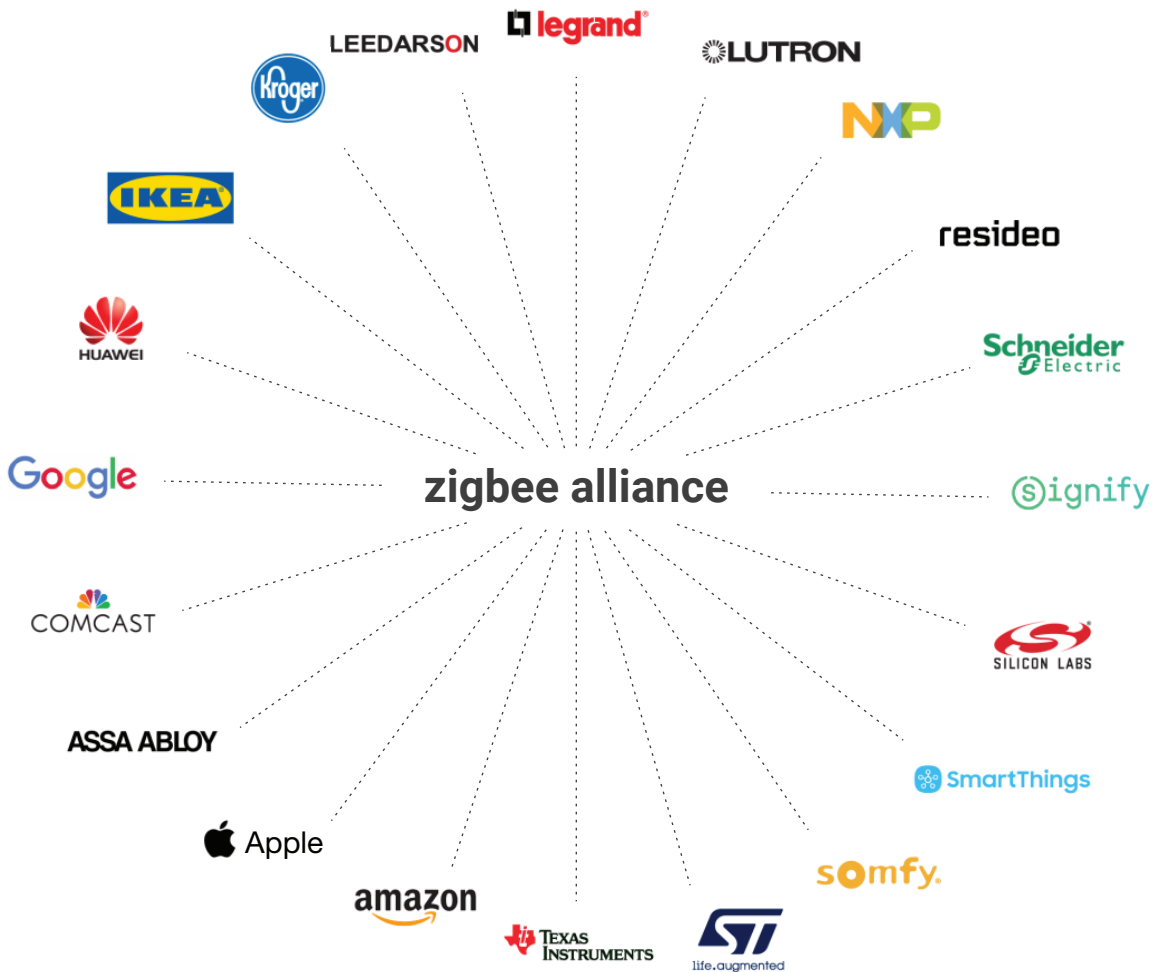 legrand®
LEEDARSON
LUTRON
Kroger
NXP
IKEA®
resideo
HUAWEI
Schneider
Electric
Google
zigbee alliance
signify
COMCAST
SILICON LABS
ASSA ABLOY
SmartThings
Apple
somfy.
amazon
TEXAS
INSTRUMENTS
ST
life.augmented